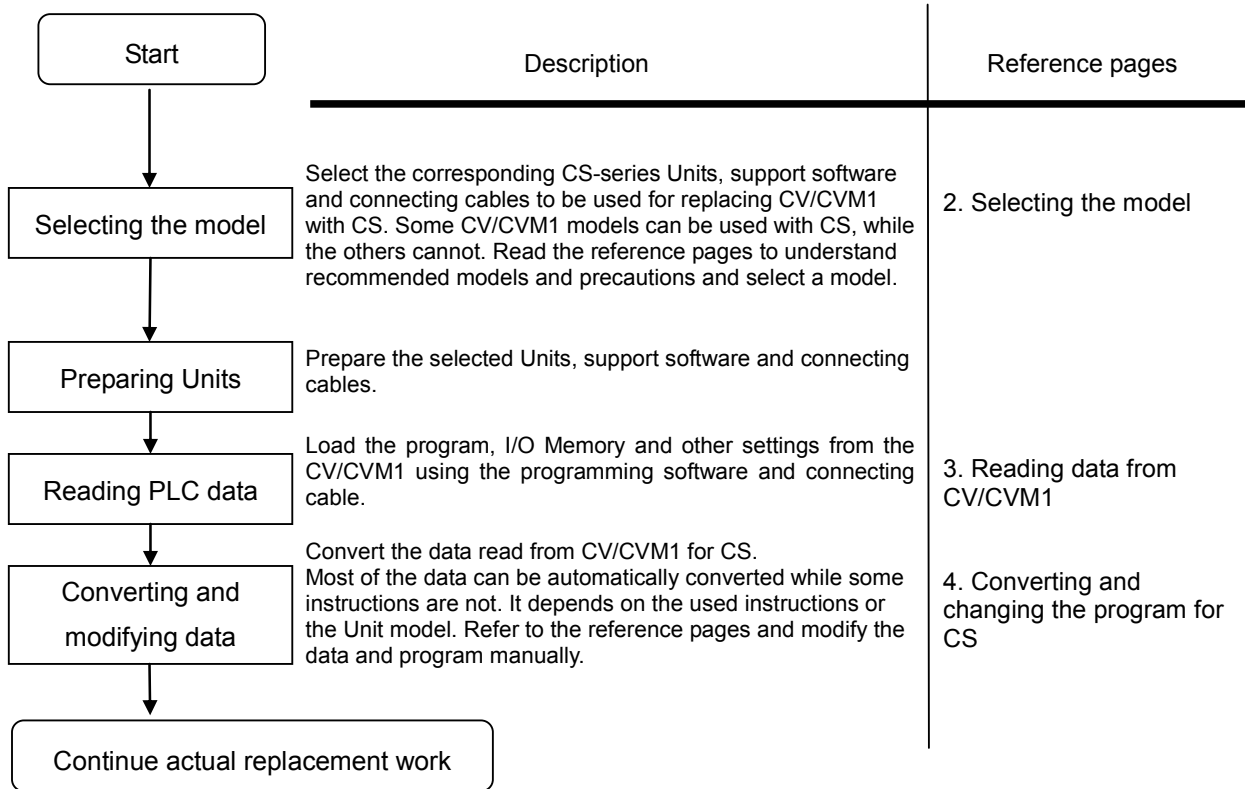 Start
Description
Reference pages
Selecting the model
Select the corresponding CS-series Units, support software
and connecting cables to be used for replacing CV/CVM1
with CS. Some CV/CVM1 models can be used with CS, while
the others cannot. Read the reference pages to understand
recommended models and precautions and select a model.
2. Selecting the model
Preparing Units
Prepare the selected Units, support software and connecting
cables.
Reading PLC data
Load the program, I/O Memory and other settings from the
CV/CVM1 using the programming software and connecting
cable.
3. Reading data from
CV/CVM1
Converting and
modifying data
Convert the data read from CV/CVM1 for CS.
Most of the data can be automatically converted while some
instructions are not. It depends on the used instructions or
the Unit model. Refer to the reference pages and modify the
data and program manually.
4. Converting and
changing the program for
CS
Continue actual replacement work